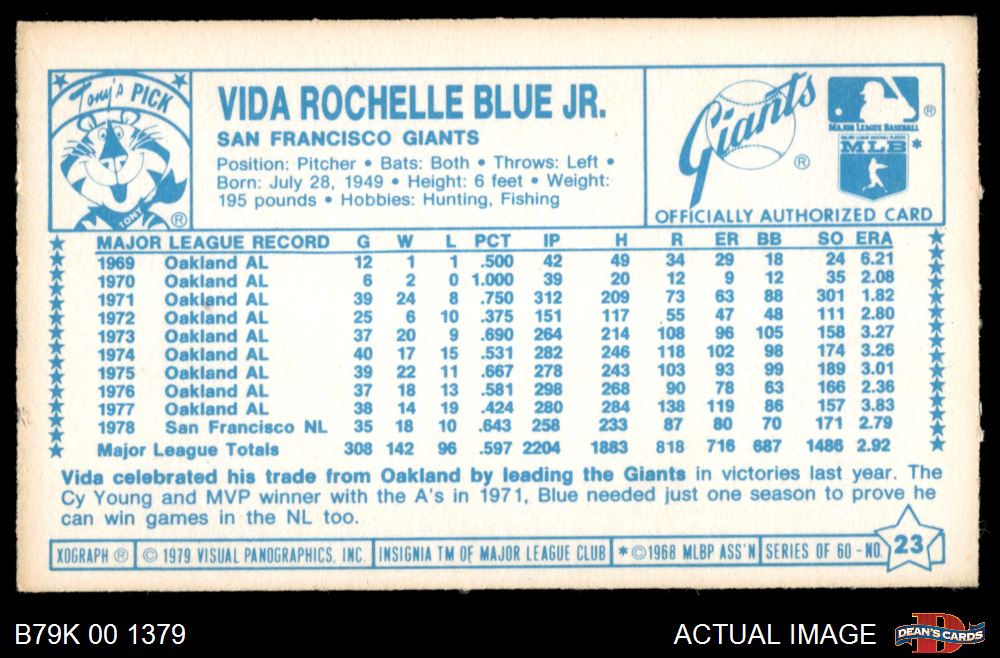 Tony's PICK
TONY
®
VIDA ROCHELLE BLUE JR.
SAN FRANCISCO GIANTS
Position: Pitcher • Bats: Both • Throws: Left •
Born: July 28, 1949 • Height: 6 feet • Weight:
195 pounds • Hobbies: Hunting, Fishing
Giants ®
MAJOR LEAGUE BASEBALL ®
MLB *
OFFICIALLY AUTHORIZED CARD
MAJOR LEAGUE RECORD G W L PCT IP H R ER BB SO ERA
1969 Oakland AL 12 1 1 .500 42 49 34 29 18 24 6.21
1970 Oakland AL 6 2 0 1.000 39 20 12 9 12 35 2.08
1971 Oakland AL 39 24 8 .750 312 209 73 63 88 301 1.82
1972 Oakland AL 25 6 10 .375 151 117 55 47 48 111 2.80
1973 Oakland AL 37 20 9 .690 264 214 108 96 105 158 3.27
1974 Oakland AL 40 17 15 .531 282 246 118 102 98 174 3.26
1975 Oakland AL 39 22 11 .667 278 243 103 93 99 189 3.01
1976 Oakland AL 37 18 13 .581 298 268 90 78 63 166 2.36
1977 Oakland AL 38 14 19 .424 280 284 138 119 86 157 3.83
1978 San Francisco NL 35 18 10 .643 258 233 87 80 70 171 2.79
Major League Totals 308 142 96 .597 2204 1883 818 716 687 1486 2.92
Vida celebrated his trade from Oakland by leading the Giants in victories last year. The
Cy Young and MVP winner with the A's in 1971, Blue needed just one season to prove he
can win games in the NL too.
XOGRAPH ® © 1979 VISUAL PANOGRAPHICS, INC. INSIGNIA TM OF MAJOR LEAGUE CLUB * © 1968 MLBP ASS'N SERIES OF 60 - NO. 23
B79K 00 1379
ACTUAL IMAGE
D
DEAN'S CARDS